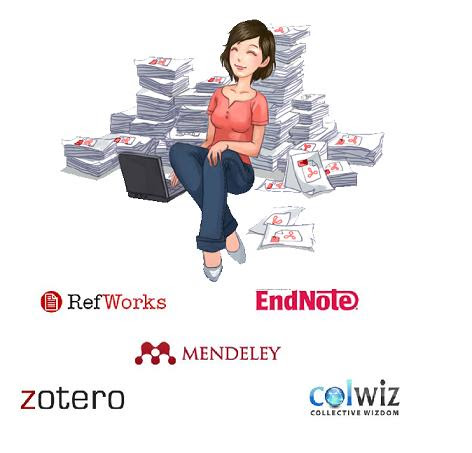 RefWorks
EndNote
MENDELEY
zotero
colwiz
COLLECTIVE WIZDOM